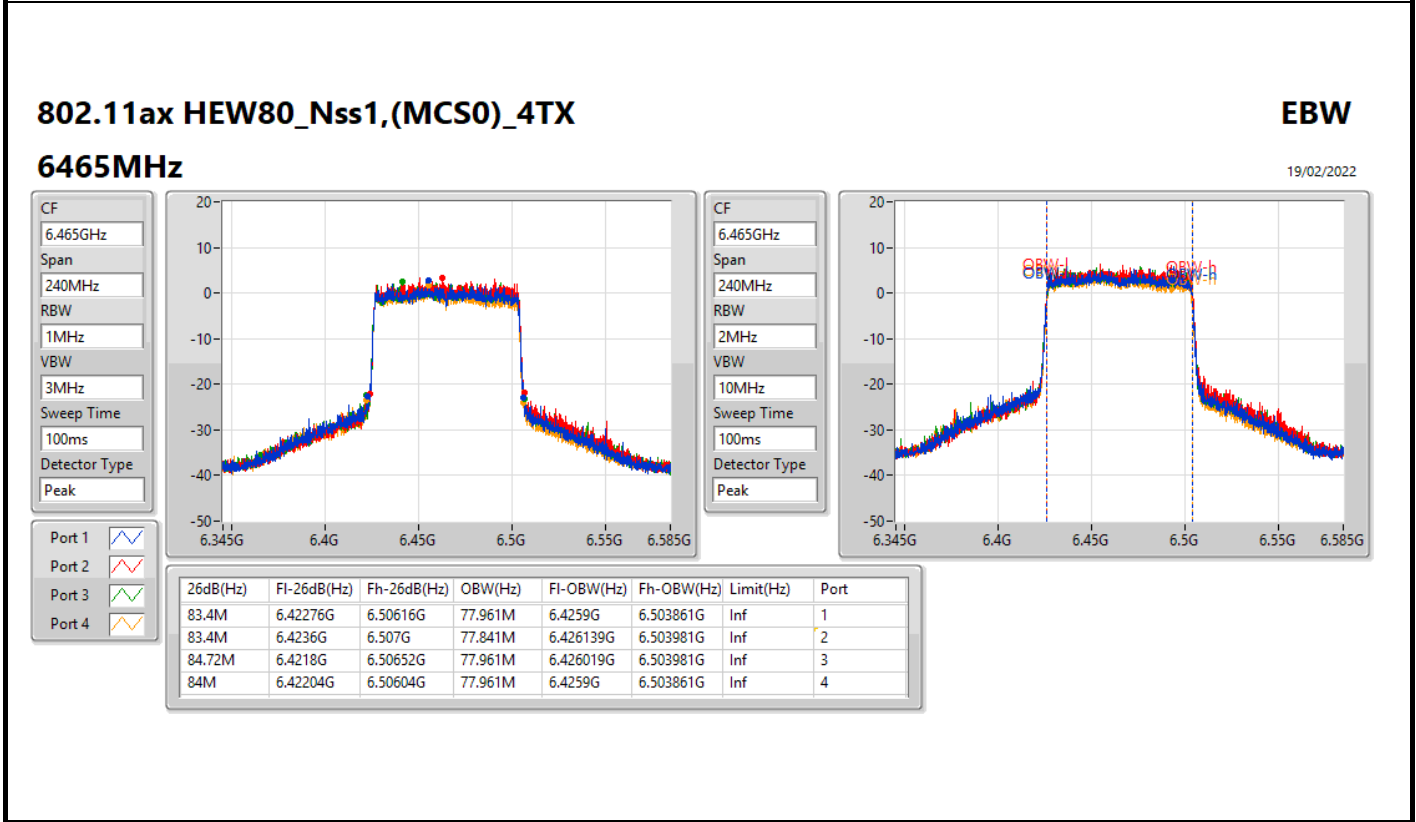 802.11ax HEW80_Nss1,(MCS0)_4TX
EBW
6465MHz
19/02/2022
CF
6.465GHz
Span
240MHz
RBW
1MHz
VBW
3MHz
Sweep Time
100ms
Detector Type
Peak
20
10
0
-10
-20
-30
-40
-50
6.345G 6.4G 6.45G 6.5G 6.55G 6.585G
CF
6.465GHz
Span
240MHz
RBW
2MHz
VBW
10MHz
Sweep Time
100ms
Detector Type
Peak
20
10
0
-10
-20
-30
-40
-50
OBW-l
OBW-h
6.345G 6.4G 6.45G 6.5G 6.55G 6.585G
Port 1
Port 2
Port 3
Port 4
26dB(Hz) Fl-26dB(Hz) Fh-26dB(Hz) OBW(Hz) Fl-OBW(Hz) Fh-OBW(Hz) Limit(Hz) Port
83.4M 6.42276G 6.50616G 77.961M 6.4259G 6.503861G Inf 1
83.4M 6.4236G 6.507G 77.841M 6.426139G 6.503981G Inf 2
84.72M 6.4218G 6.50652G 77.961M 6.426019G 6.503981G Inf 3
84M 6.42204G 6.50604G 77.961M 6.4259G 6.503861G Inf 4